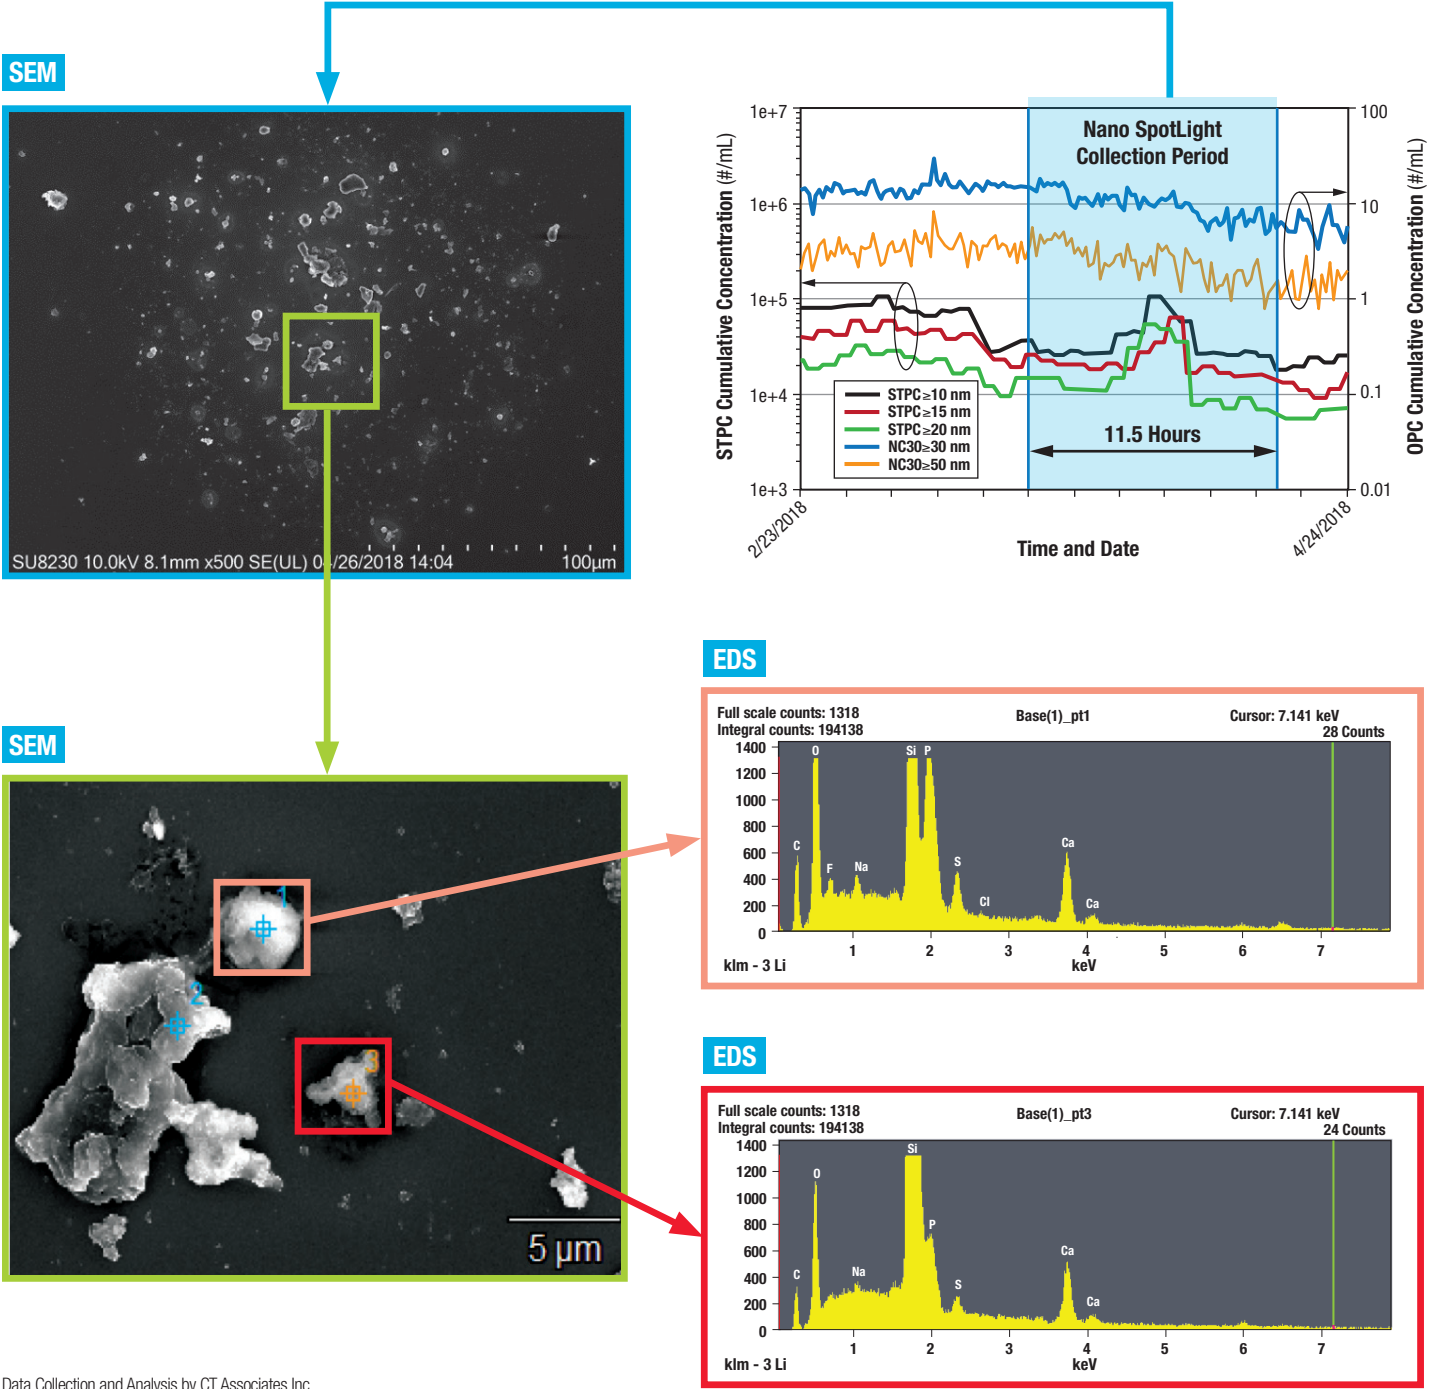 SEM
SU8230 10.0kV 8.1mm x500 SE(UL) 04/26/2018 14:04
100µm
STPC Cumulative Concentration (#/mL)
1e+7
1e+6
1e+5
1e+4
1e+3
Nano SpotLight
Collection Period
11.5 Hours
STPC≥10 nm
STPC≥15 nm
STPC≥20 nm
NC30≥30 nm
NC30≥50 nm
100
10
1
0.1
0.01
OPC Cumulative Concentration (#/mL)
2/23/2018
4/24/2018
Time and Date
SEM
1
2
3
5 µm
EDS
Full scale counts: 1318
Integral counts: 194138
Base(1)_pt1
Cursor: 7.141 keV
28 Counts
1400
1200
1000
800
600
400
200
0
C
O
F
Na
Si
P
S
Cl
Ca
Ca
1 2 3 4 5 6 7
klm - 3 Li
keV
EDS
Full scale counts: 1318
Integral counts: 194138
Base(1)_pt3
Cursor: 7.141 keV
24 Counts
1400
1200
1000
800
600
400
200
0
C
O
Na
Si
P
S
Ca
Ca
1 2 3 4 5 6 7
klm - 3 Li
keV
Data Collection and Analysis by CT Associates Inc